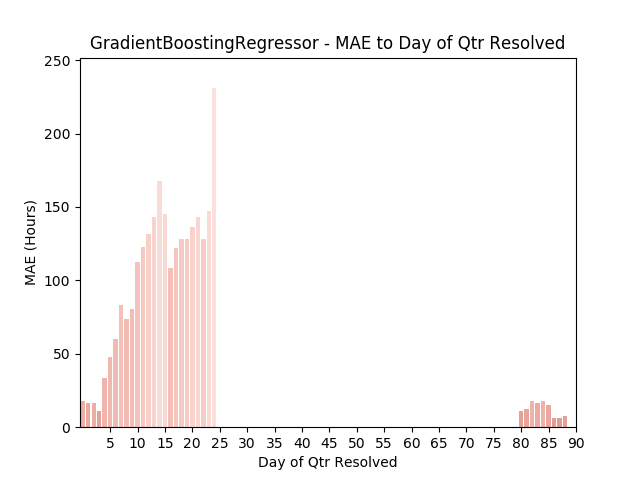 GradientBoostingRegressor - MAE to Day of Qtr Resolved
250
200
150
100
50
0
MAE (Hours)
5 10 15 20 25 30 35 40 45 50 55 60 65 70 75 80 85 90
Day of Qtr Resolved